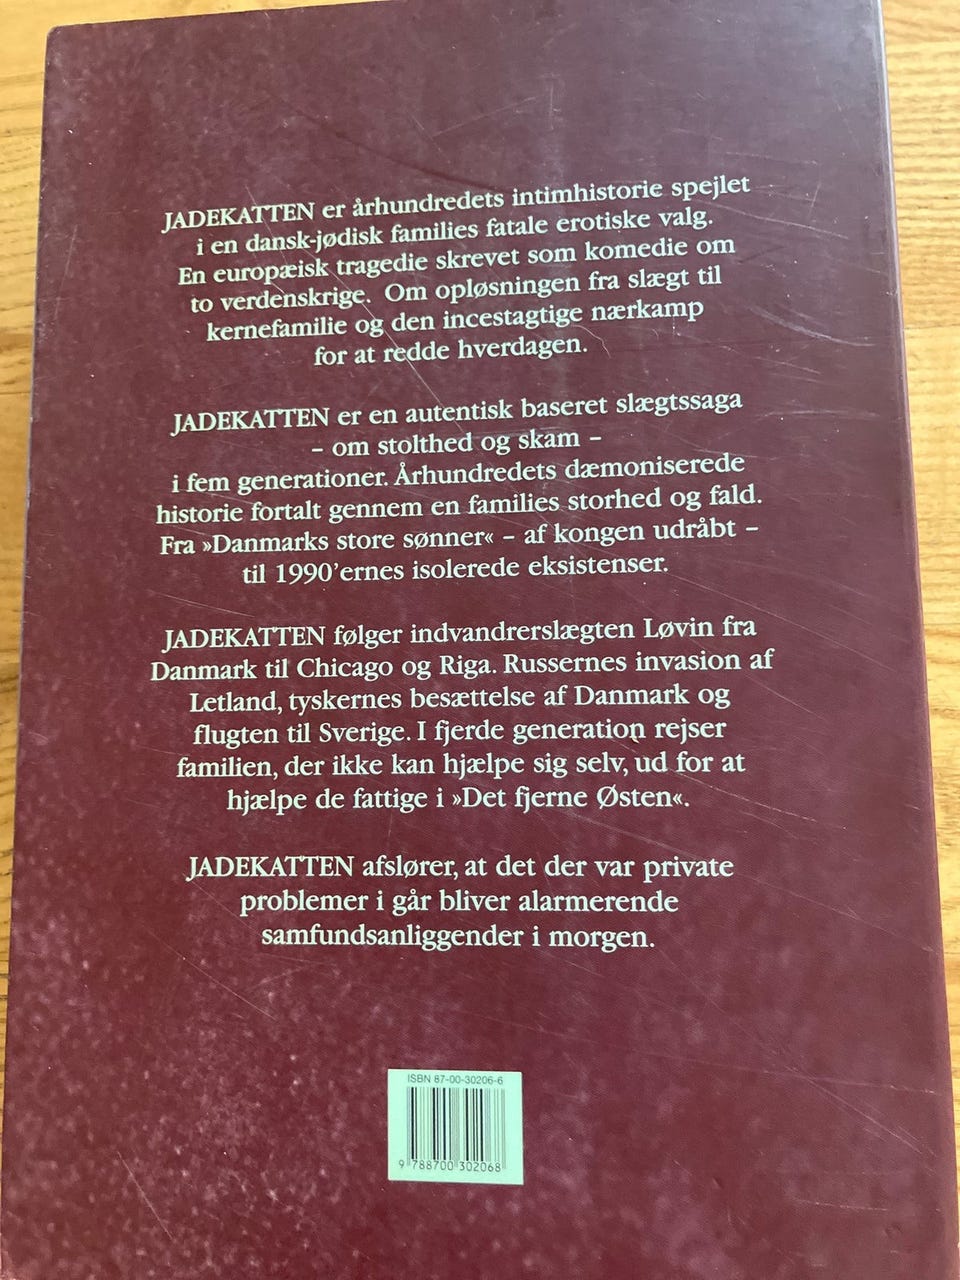 JADEKATTEN er århundredets intimhistorie spejlet
i en dansk-jødisk families fatale erotiske valg.
En europæisk tragedie skrevet som komedie om
to verdenskrige. Om opløsningen fra slægt til
kernefamilie og den incestagtige nærkamp
for at redde hverdagen.
JADEKATTEN er en autentisk baseret slægtssaga
– om stolthed og skam –
i fem generationer. Århundredets dæmoniserede
historie fortalt gennem en families storhed og fald.
Fra »Danmarks store sønner« – af kongen udråbt –
til 1990'ernes isolerede eksistenser.
JADEKATTEN følger indvandrerslægten Løvin fra
Danmark til Chicago og Riga. Russernes invasion af
Letland, tyskernes besættelse af Danmark og
flugten til Sverige. I fjerde generation rejser
familien, der ikke kan hjælpe sig selv, ud for at
hjælpe de fattige i »Det fjerne Østen«.
JADEKATTEN afslører, at det der var private
problemer i går bliver alarmerende
samfundsanliggender i morgen.
ISBN 87-00-30206-6
9 788700 302068